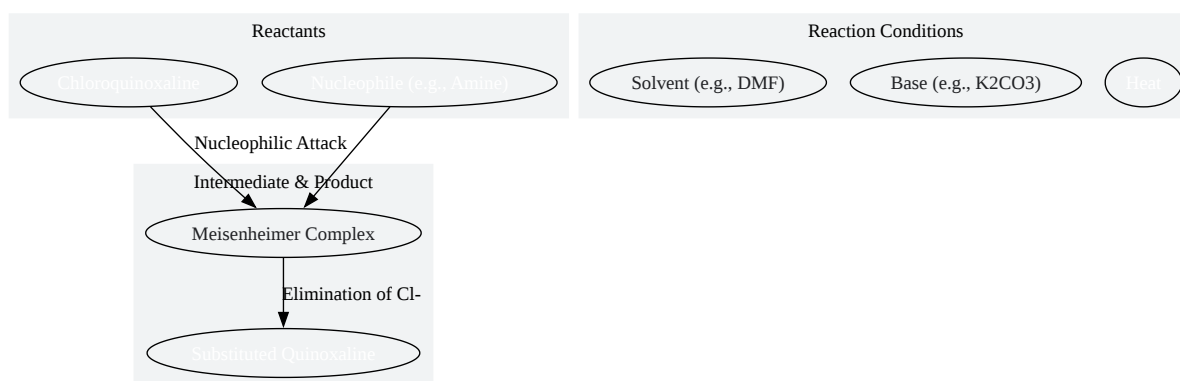 Reactants
Reaction Conditions
Chloroquinoxaline
Nucleophile (e.g., Amine)
Solvent (e.g., DMF)
Base (e.g., K2CO3)
Heat
Nucleophilic Attack
Intermediate & Product
Meisenheimer Complex
Elimination of Cl-
Substituted Quinoxaline